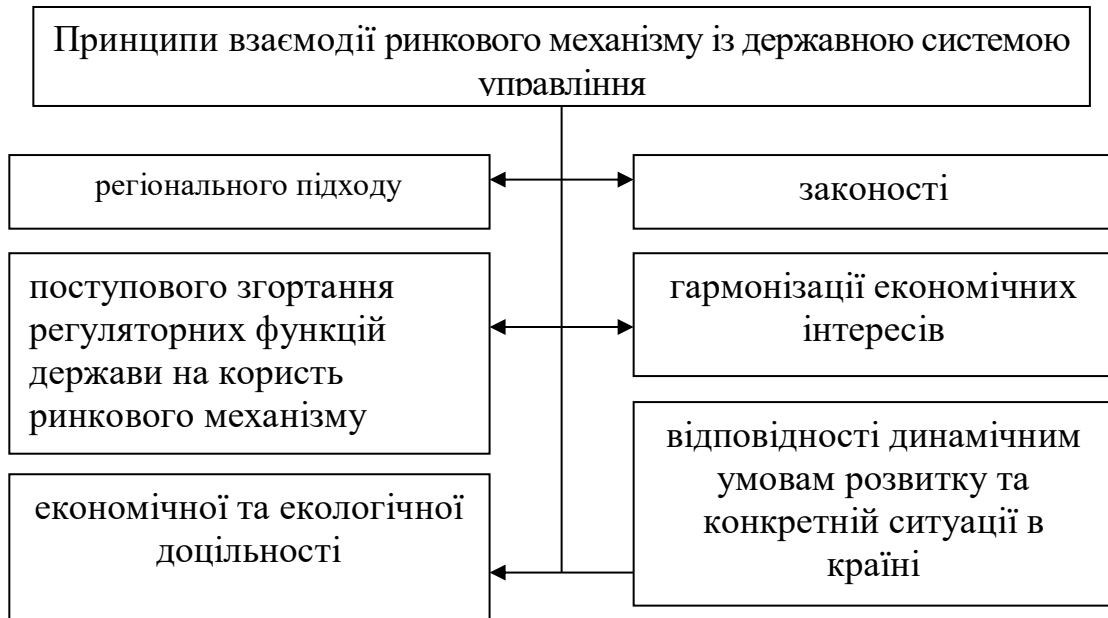 Принципи взаємодії ринкового механізму із державною системою
управління
регіонального підходу
законості
поступового згортання
регуляторних функцій
держави на користь
ринкового механізму
гармонізації економічних
інтересів
економічної та екологічної
доцільності
відповідності динамічним
умовам розвитку та
конкретній ситуації в
країні